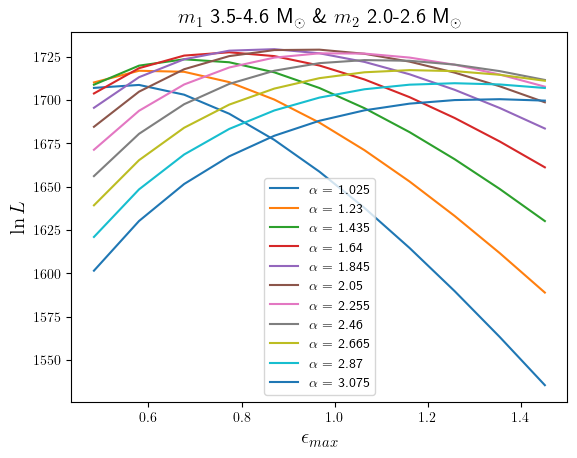 m₁ 3.5-4.6 M☉ & m₂ 2.0-2.6 M☉
ln L
1725
1700
1675
1650
1625
1600
1575
1550
α = 1.025
α = 1.23
α = 1.435
α = 1.64
α = 1.845
α = 2.05
α = 2.255
α = 2.46
α = 2.665
α = 2.87
α = 3.075
0.6 0.8 1.0 1.2 1.4
ϵmax